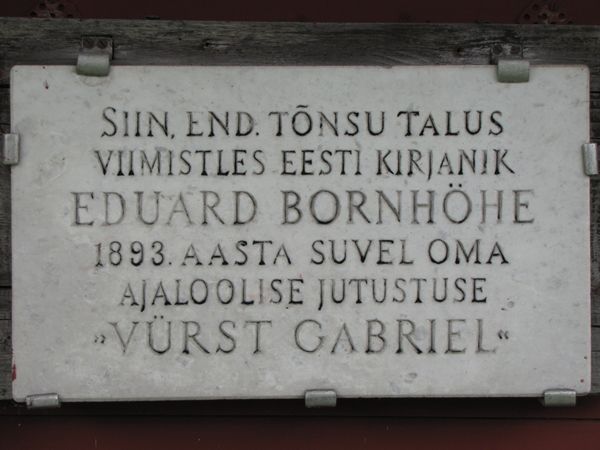 SIIN, END. TÕNSU TALUS
VIIMISTLES EESTI KIRJANIK
EDUARD BORNHÖHE
1893. AASTA SUVEL OMA
AJALOOLISE JUTUSTUSE
»VÜRST GABRIEL«